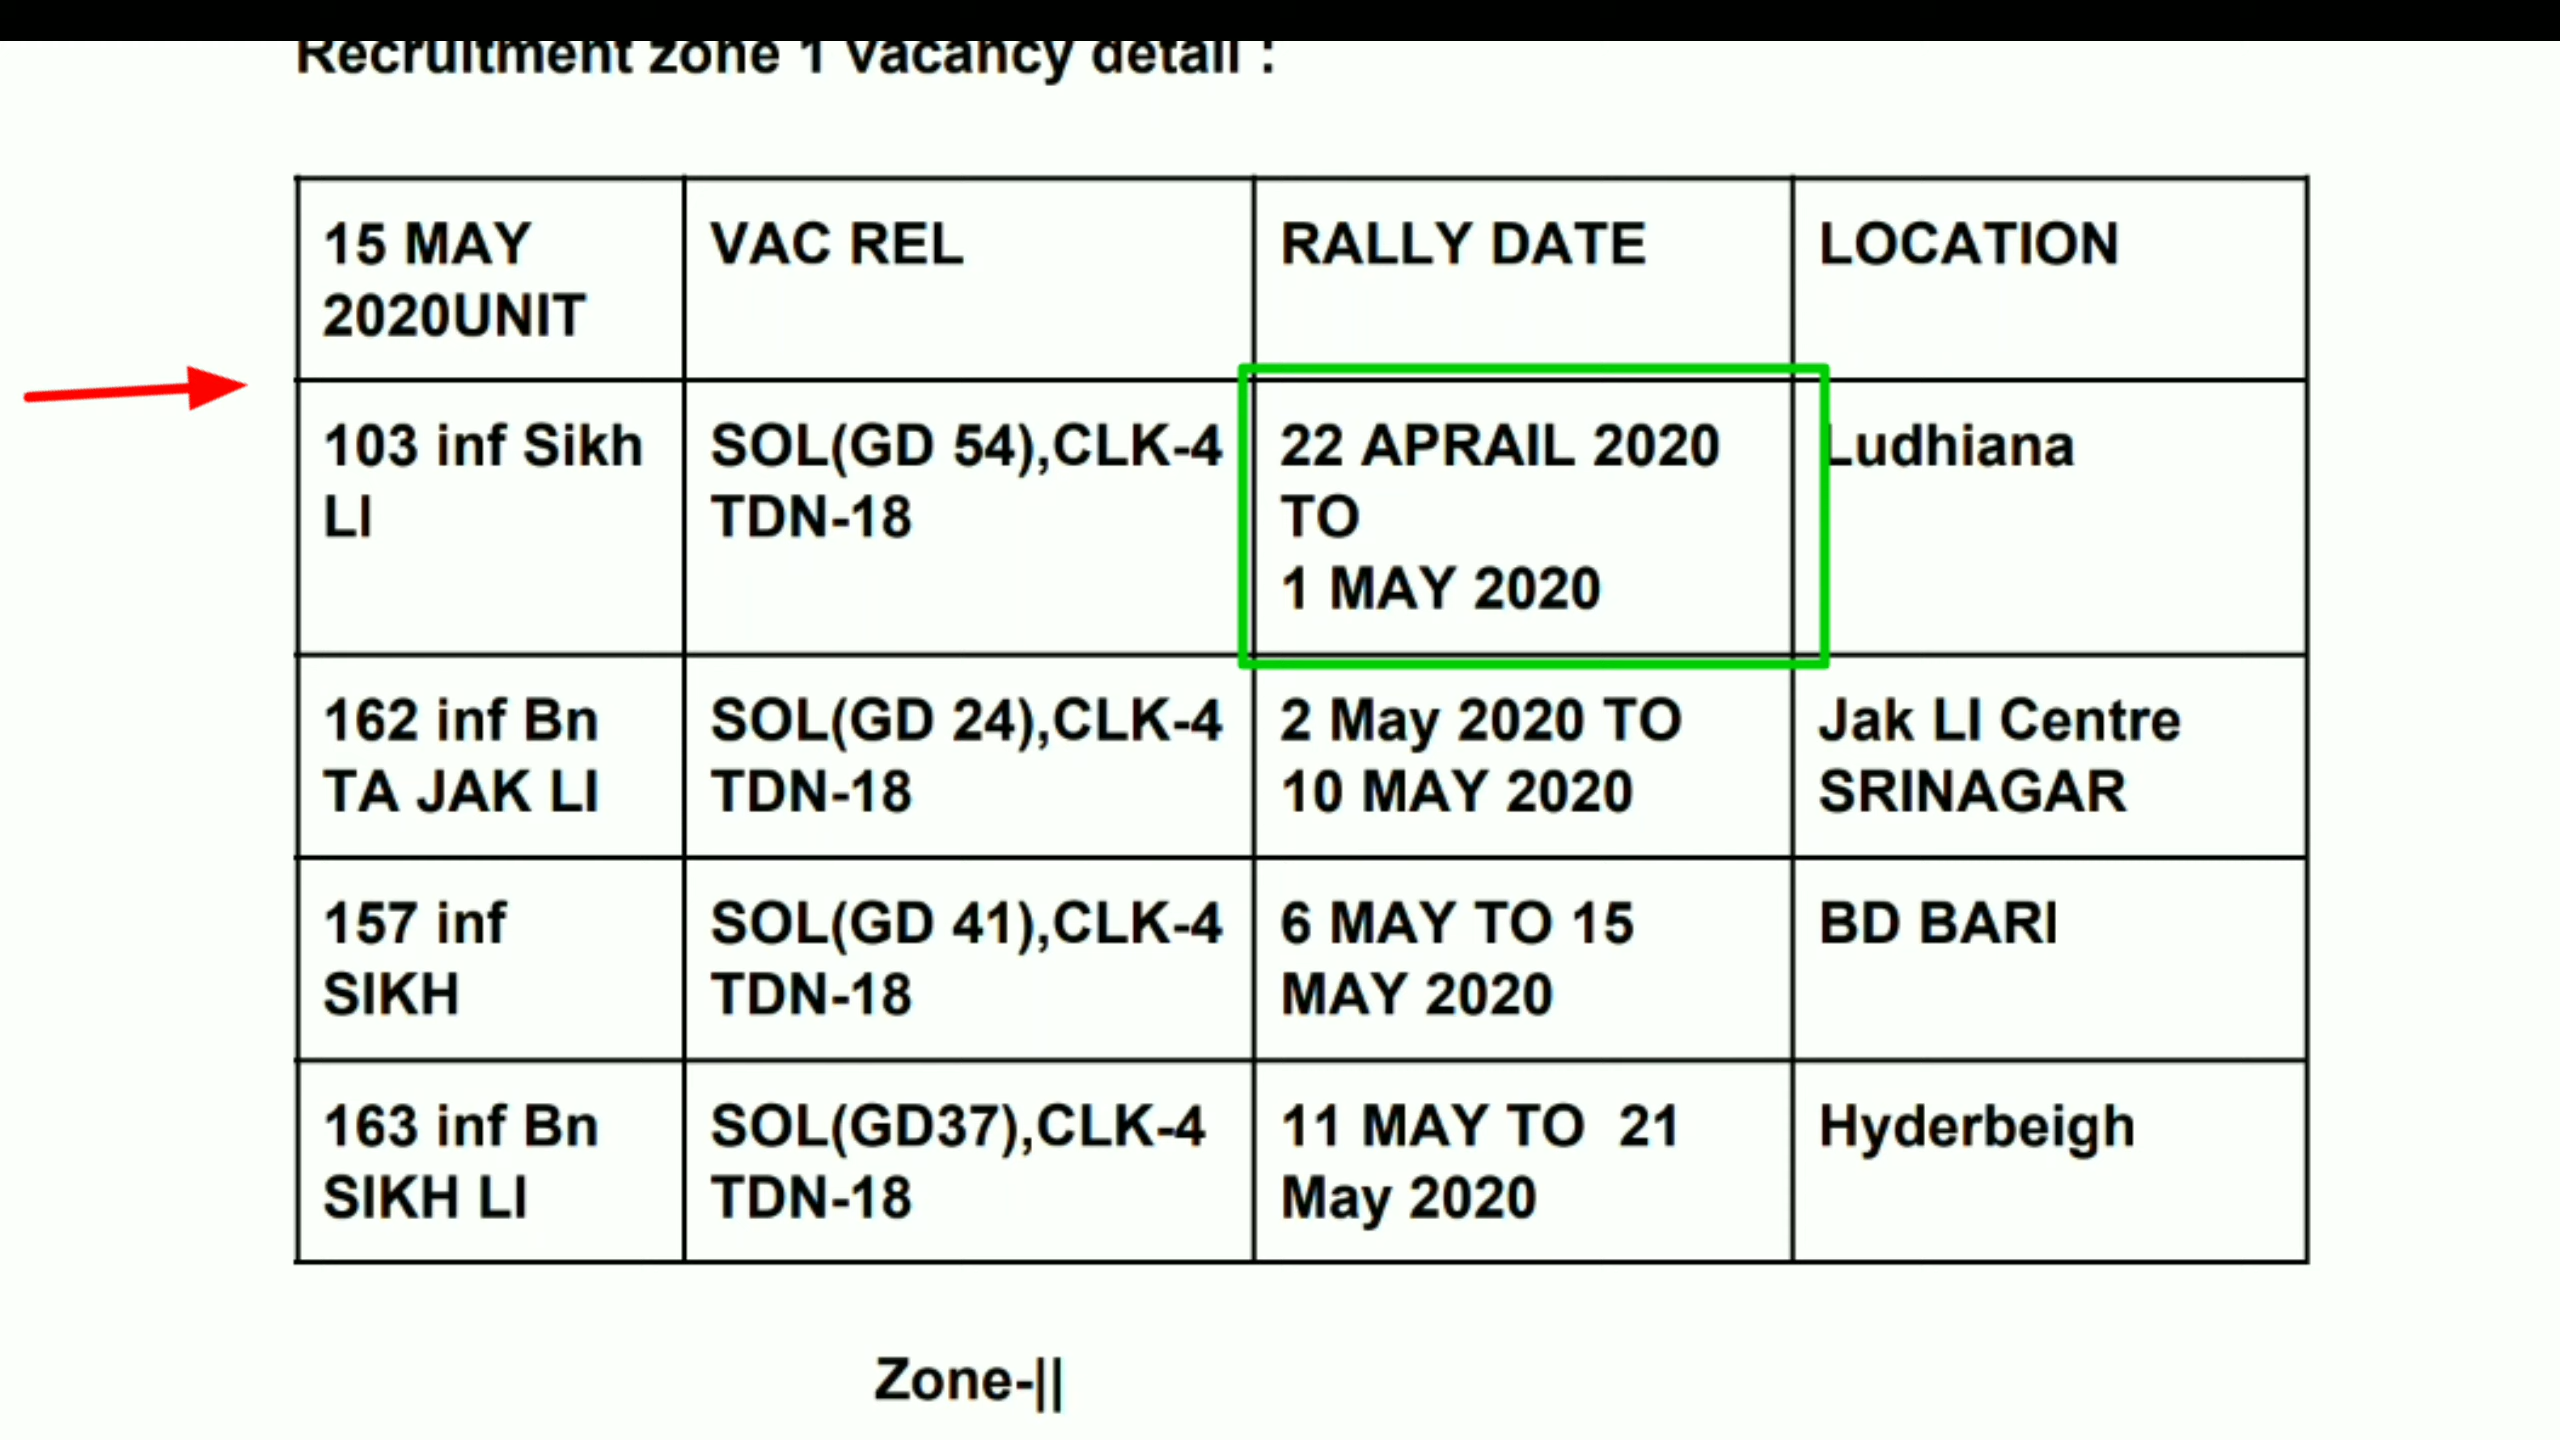 Recruitment zone 1 vacancy detail :
15 MAY
2020UNIT
VAC REL
RALLY DATE
LOCATION
103 inf Sikh
LI
SOL(GD 54),CLK-4
TDN-18
22 APRAIL 2020
TO
1 MAY 2020
Ludhiana
162 inf Bn
TA JAK LI
SOL(GD 24),CLK-4
TDN-18
2 May 2020 TO
10 MAY 2020
Jak LI Centre
SRINAGAR
157 inf
SIKH
SOL(GD 41),CLK-4
TDN-18
6 MAY TO 15
MAY 2020
BD BARI
163 inf Bn
SIKH LI
SOL(GD37),CLK-4
TDN-18
11 MAY TO  21
May 2020
Hyderbeigh
Zone-||